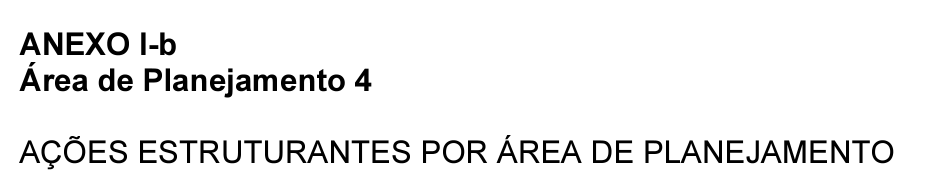 ANEXO I-b
Área de Planejamento 4
AÇÕES ESTRUTURANTES POR ÁREA DE PLANEJAMENTO